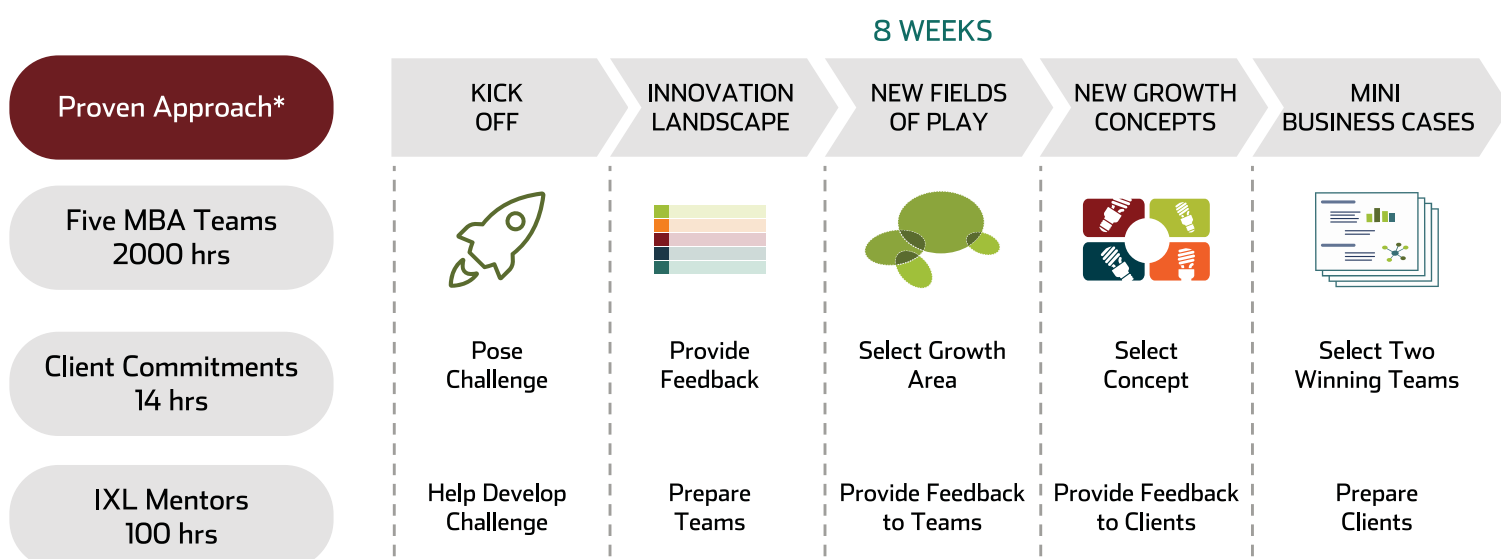 8 WEEKS
Proven Approach*
KICK
OFF
INNOVATION
LANDSCAPE
NEW FIELDS
OF PLAY
NEW GROWTH
CONCEPTS
MINI
BUSINESS CASES
Five MBA Teams
2000 hrs
Client Commitments
14 hrs
Pose
Challenge
Provide
Feedback
Select Growth
Area
Select
Concept
Select Two
Winning Teams
IXL Mentors
100 hrs
Help Develop
Challenge
Prepare
Teams
Provide Feedback
to Teams
Provide Feedback
to Clients
Prepare
Clients